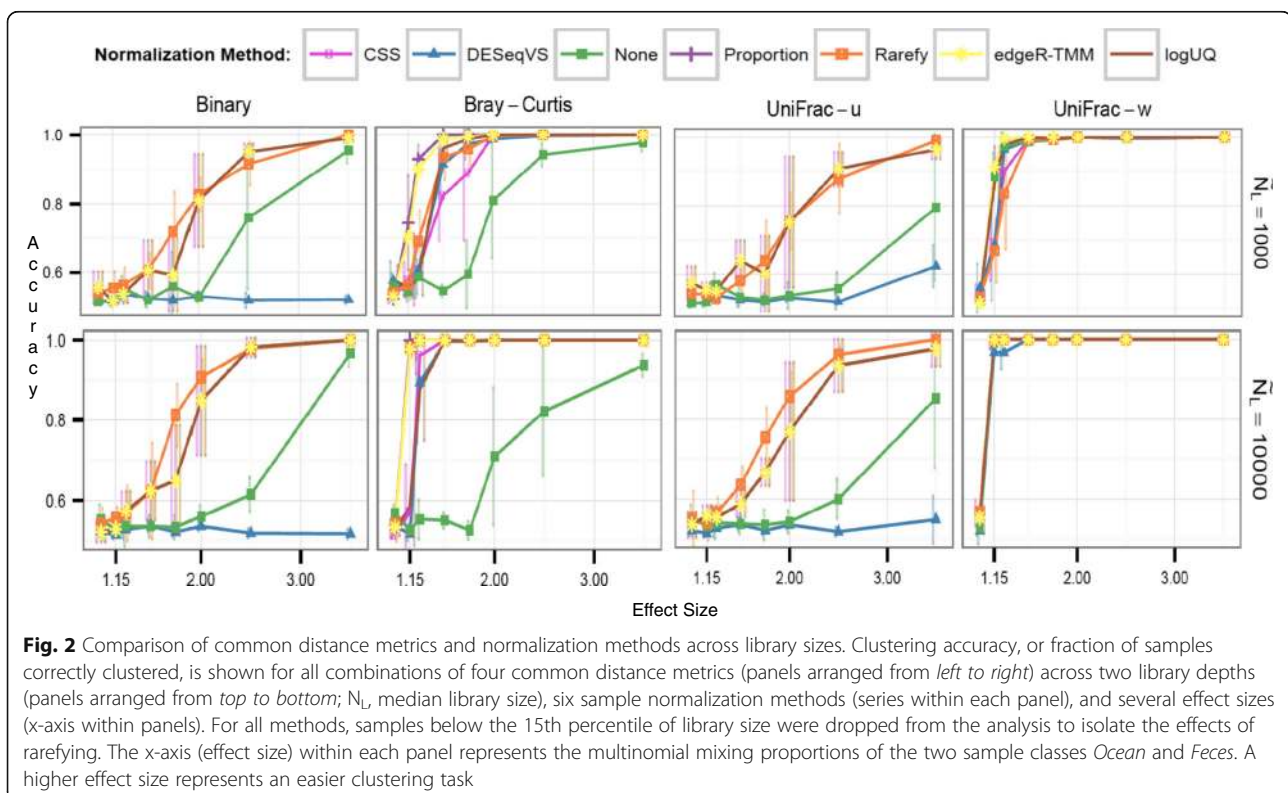 Normalization Method: CSS DESeqVS None Proportion Rarefy edgeR-TMM logUQ
Binary Bray – Curtis UniFrac – u UniFrac – w
1.0
0.8
0.6
Ñ_L = 1000
Accuracy
1.0
0.8
0.6
Ñ_L = 10000
1.15 2.00 3.00 1.15 2.00 3.00 1.15 2.00 3.00 1.15 2.00 3.00
Effect Size
Fig. 2 Comparison of common distance metrics and normalization methods across library sizes. Clustering accuracy, or fraction of samples
correctly clustered, is shown for all combinations of four common distance metrics (panels arranged from left to right) across two library depths
(panels arranged from top to bottom; N_L, median library size), six sample normalization methods (series within each panel), and several effect sizes
(x-axis within panels). For all methods, samples below the 15th percentile of library size were dropped from the analysis to isolate the effects of
rarefying. The x-axis (effect size) within each panel represents the multinomial mixing proportions of the two sample classes Ocean and Feces. A
higher effect size represents an easier clustering task